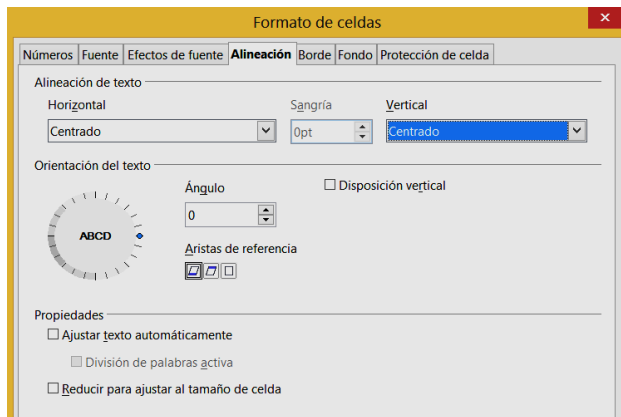 Formato de celdas
Números Fuente Efectos de fuente Alineación Borde Fondo Protección de celda
Alineación de texto
Horizontal Sangría Vertical
Centrado 0pt Centrado
Orientación del texto
Ángulo Disposición vertical
0
ABCD
Aristas de referencia
Propiedades
Ajustar texto automáticamente
División de palabras activa
Reducir para ajustar al tamaño de celda